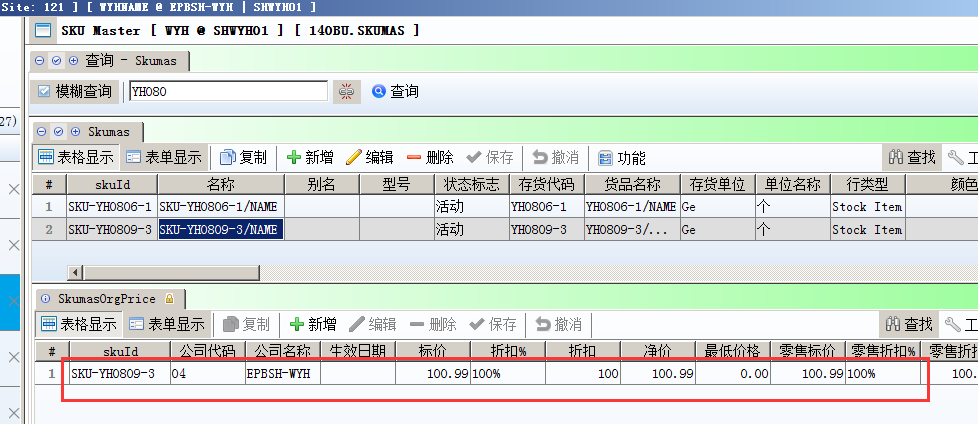 Site: 121 ] [ WYHNAME @ EPBSH-WYH | SHWYH01 ]
SKU Master [ WYH @ SHWYH01 ] [ 140BU.SKUMAS ]
查询 - Skumas
模糊查询 YH080 查询
27)
Skumas
表格显示 表单显示 复制 新增 编辑 删除 保存 撤消 功能 查找 工
# skuId 名称 别名 型号 状态标志 存货代码 货品名称 存货单位 单位名称 行类型 颜色
1 SKU-YH0806-1 SKU-YH0806-1/NAME 活动 YH0806-1 YH0806-1/NAME Ge 个 Stock Item
2 SKU-YH0809-3 SKU-YH0809-3/NAME 活动 YH0809-3 YH0809-3/... Ge 个 Stock Item
SkumasOrgPrice
表格显示 表单显示 复制 新增 编辑 删除 保存 撤消 查找 工
# skuId 公司代码 公司名称 生效日期 标价 折扣% 折扣 净价 最低价格 零售标价 零售折扣% 零售折
1 SKU-YH0809-3 04 EPBSH-WYH 100.99 100% 100 100.99 0.00 100.99 100% 100.